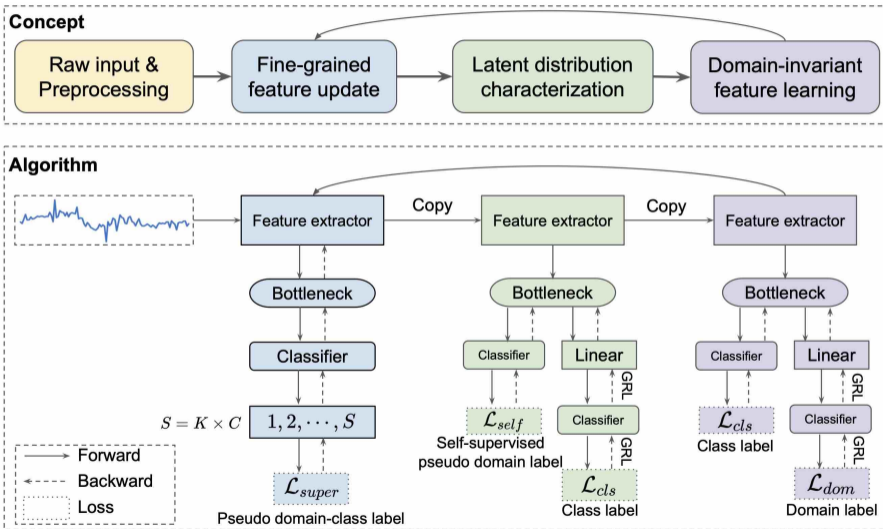 Concept
Raw input &
Preprocessing
Fine-grained
feature update
Latent distribution
characterization
Domain-invariant
feature learning
Algorithm
Feature extractor
Copy
Feature extractor
Copy
Feature extractor
Bottleneck
Bottleneck
Bottleneck
Classifier
Classifier
Linear
Classifier
Linear
GRL
GRL
S = K × C
1, 2, ⋯, S
Classifier
Classifier
GRL
GRL
ℒself
Self-supervised
pseudo domain label
ℒcls
Class label
ℒsuper
Pseudo domain-class label
ℒcls
Class label
ℒdom
Domain label
Forward
Backward
Loss